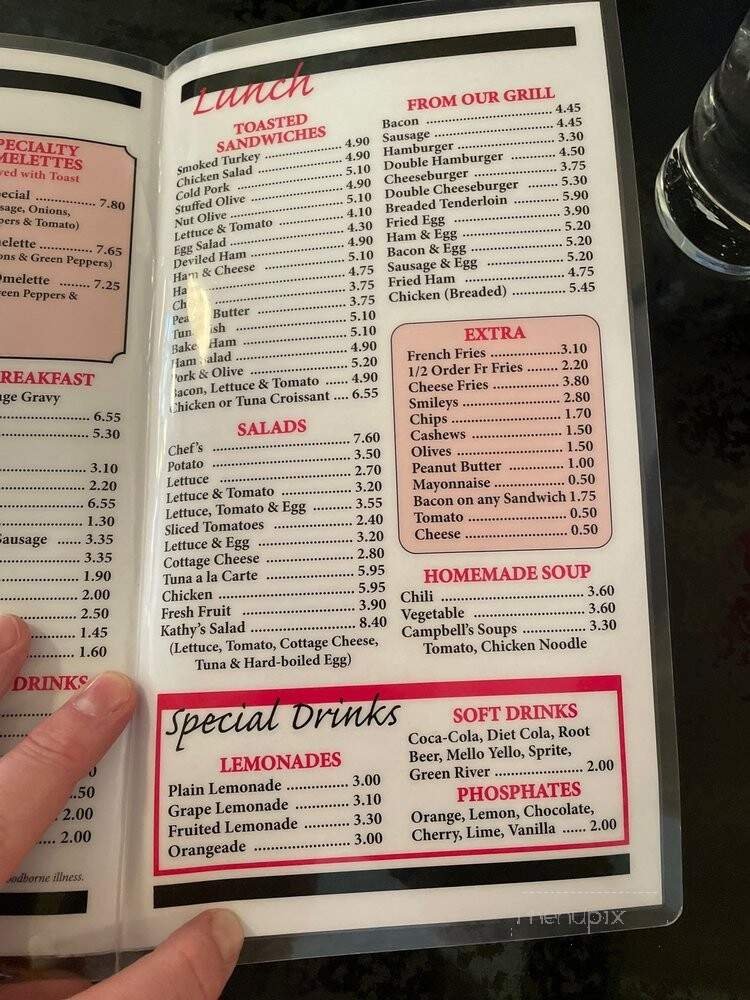 PECIALTY
MELETTES
ved with Toast
ecial ........... 7.80
sage, Onions,
pers & Tomato)
melette ....... 7.65
ons & Green Peppers)
Omelette ........ 7.25
reen Peppers &
REAKFAST
age Gravy
6.55
5.30
3.10
2.20
6.55
1.30
Sausage ..... 3.35
3.35
1.90
2.00
2.50
1.45
1.60
DRINKS
.50
2.00
2.00
oodborne illness.
Lunch
TOASTED
SANDWICHES
Smoked Turkey ........ 4.90
Chicken Salad ........ 4.90
Cold Pork ........ 5.10
Stuffed Olive ........ 4.90
Nut Olive ........ 5.10
Lettuce & Tomato ........ 4.10
Egg Salad ........ 4.30
Deviled Ham ........ 4.90
Ham & Cheese ........ 5.10
Ha ........ 4.75
Ch ........ 3.75
Pea Butter ........ 3.75
Tuna Fish ........ 5.10
Baked Ham ........ 5.10
Ham Salad ........ 4.90
Pork & Olive ........ 5.20
Bacon, Lettuce & Tomato ..... 4.90
Chicken or Tuna Croissant .... 6.55
SALADS
Chef's ........ 7.60
Potato ........ 3.50
Lettuce ........ 2.70
Lettuce & Tomato ........ 3.20
Lettuce, Tomato & Egg ........ 3.55
Sliced Tomatoes ........ 2.40
Lettuce & Egg ........ 3.20
Cottage Cheese ........ 2.80
Tuna a la Carte ........ 5.95
Chicken ........ 5.95
Fresh Fruit ........ 3.90
Kathy's Salad ........ 8.40
(Lettuce, Tomato, Cottage Cheese,
Tuna & Hard-boiled Egg)
FROM OUR GRILL
Bacon ........ 4.45
Sausage ........ 4.45
Hamburger ........ 3.30
Double Hamburger ........ 4.50
Cheeseburger ........ 3.75
Double Cheeseburger ........ 5.30
Breaded Tenderloin ........ 5.90
Fried Egg ........ 3.90
Ham & Egg ........ 5.20
Bacon & Egg ........ 5.20
Sausage & Egg ........ 5.20
Fried Ham ........ 4.75
Chicken (Breaded) ........ 5.45
EXTRA
French Fries ........ 3.10
1/2 Order Fr Fries ........ 2.20
Cheese Fries ........ 3.80
Smileys ........ 2.80
Chips ........ 1.70
Cashews ........ 1.50
Olives ........ 1.50
Peanut Butter ........ 1.00
Mayonnaise ........ 0.50
Bacon on any Sandwich 1.75
Tomato ........ 0.50
Cheese ........ 0.50
HOMEMADE SOUP
Chili ........ 3.60
Vegetable ........ 3.60
Campbell's Soups ........ 3.30
Tomato, Chicken Noodle
Special Drinks
LEMONADES
Plain Lemonade ........ 3.00
Grape Lemonade ........ 3.10
Fruited Lemonade ........ 3.30
Orangeade ........ 3.00
SOFT DRINKS
Coca-Cola, Diet Cola, Root
Beer, Mello Yello, Sprite,
Green River ........ 2.00
PHOSPHATES
Orange, Lemon, Chocolate,
Cherry, Lime, Vanilla ...... 2.00
menupix